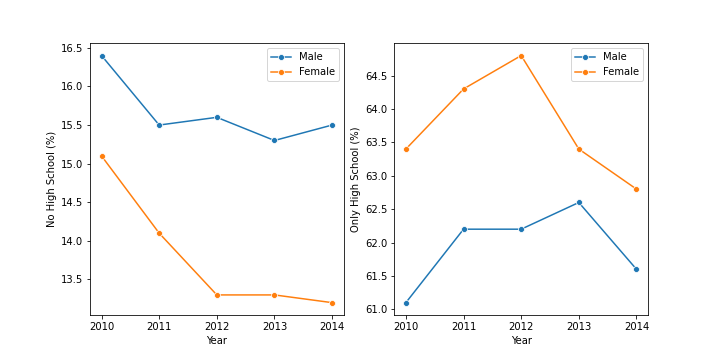 No High School (%)
16.5
16.0
15.5
15.0
14.5
14.0
13.5
2010 2011 2012 2013 2014
Year
Male
Female
Only High School (%)
64.5
64.0
63.5
63.0
62.5
62.0
61.5
61.0
2010 2011 2012 2013 2014
Year
Male
Female